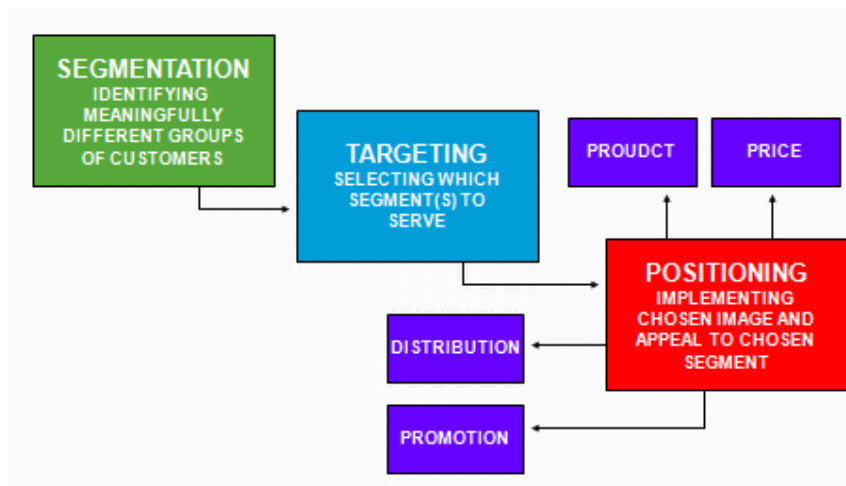 SEGMENTATION
IDENTIFYING
MEANINGFULLY
DIFFERENT GROUPS
OF CUSTOMERS
TARGETING
SELECTING WHICH
SEGMENT(S) TO
SERVE
PROUDCT
PRICE
POSITIONING
IMPLEMENTING
CHOSEN IMAGE AND
APPEAL TO CHOSEN
SEGMENT
DISTRIBUTION
PROMOTION